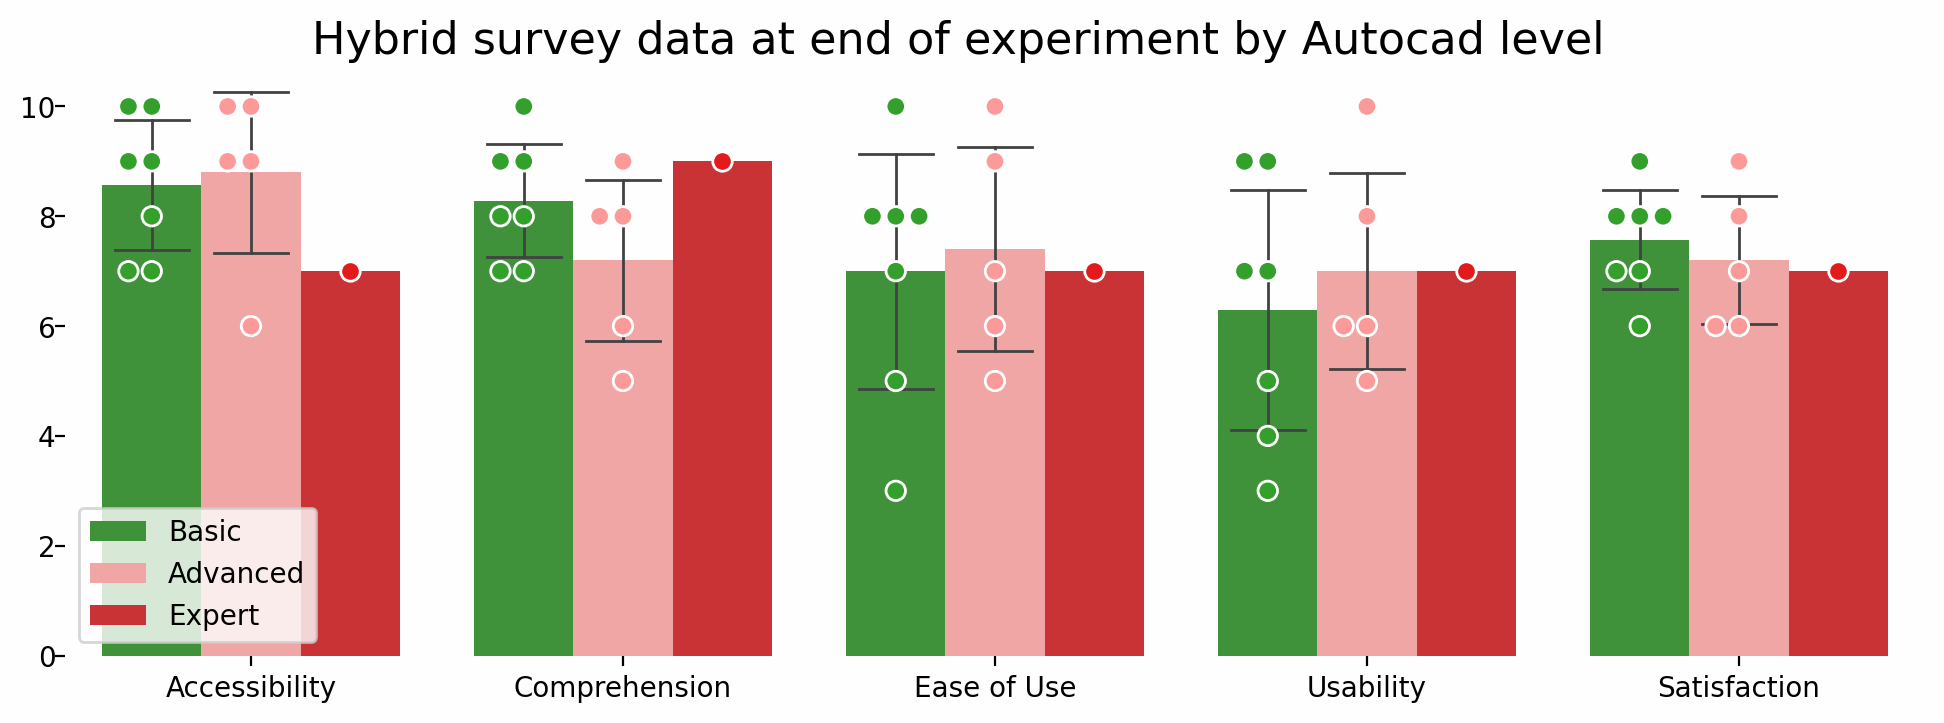 Hybrid survey data at end of experiment by Autocad level
10
8
6
4
2
0
Basic
Advanced
Expert
Accessibility
Comprehension
Ease of Use
Usability
Satisfaction